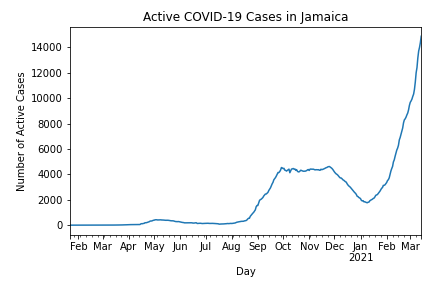 Active COVID-19 Cases in Jamaica
Number of Active Cases
14000
12000
10000
8000
6000
4000
2000
0
Feb Mar Apr May Jun Jul Aug Sep Oct Nov Dec Jan Feb Mar
2021
Day